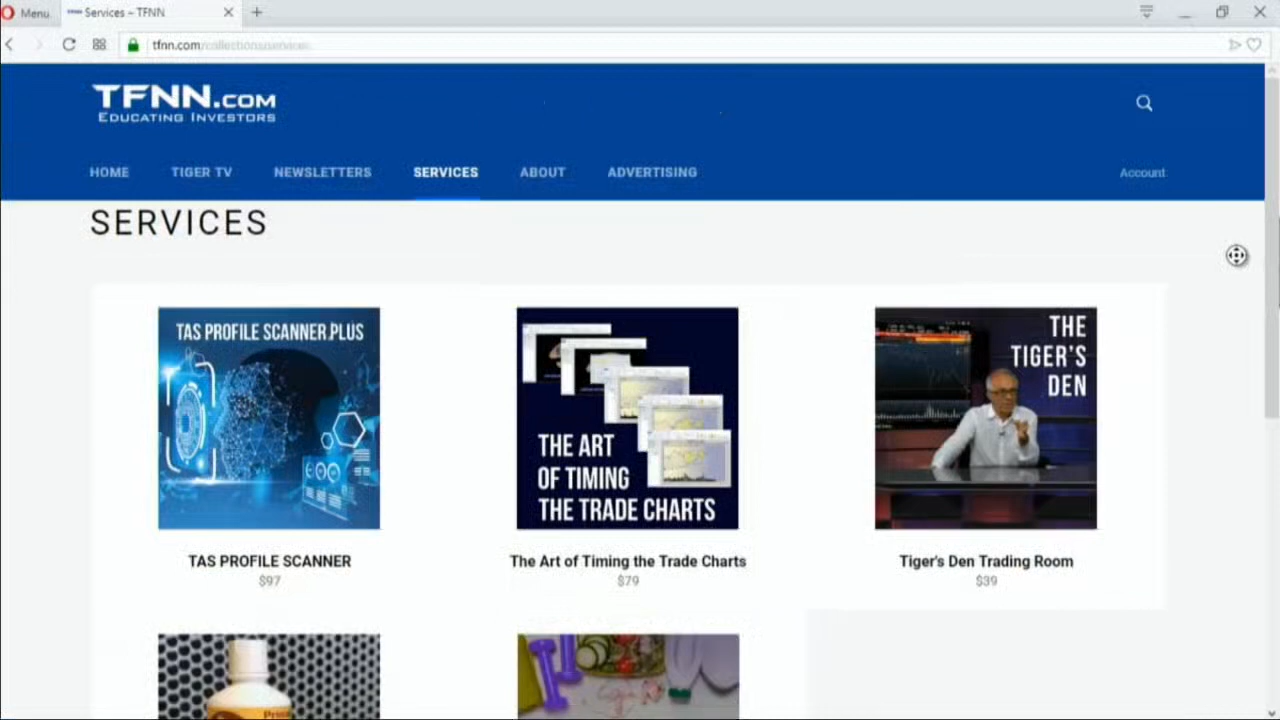 Menu
Services – TFNN
tfnn.com/collections/services
TFNN.COM
EDUCATING INVESTORS
HOME
TIGER TV
NEWSLETTERS
SERVICES
ABOUT
ADVERTISING
Account
SERVICES
TAS PROFILE SCANNER PLUS
THE ART
OF TIMING
THE TRADE CHARTS
THE
TIGER'S
DEN
TAS PROFILE SCANNER
$97
The Art of Timing the Trade Charts
$79
Tiger's Den Trading Room
$39